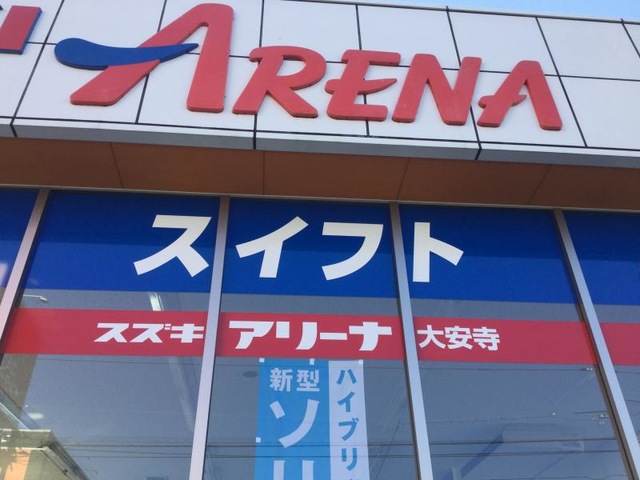 ARENA
スイフト
スズキ アリーナ 大安寺
新型
ソリ
ハイブリ